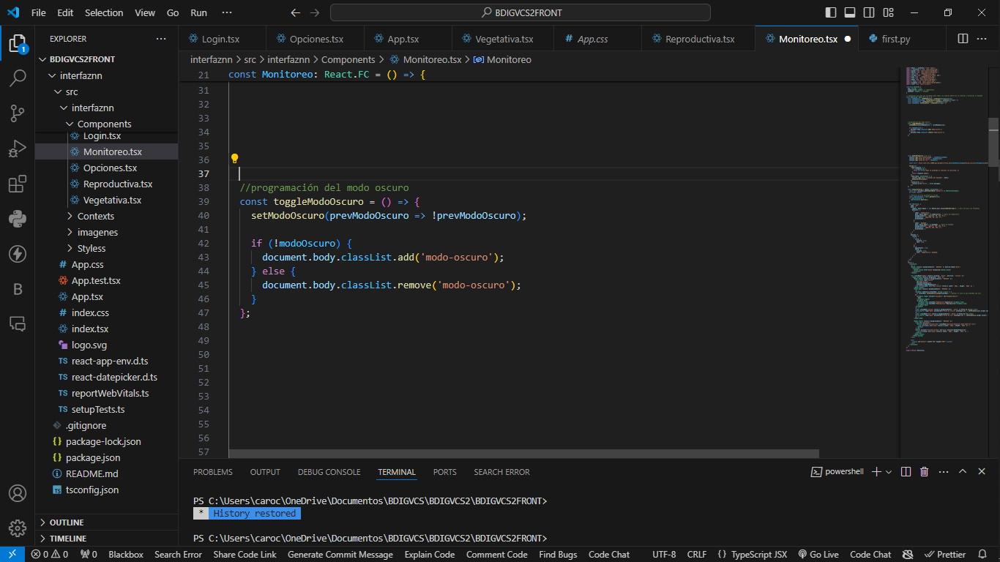 File Edit Selection View Go Run ··· BDIGVCS2FRONT
EXPLORER ···
BDIGVCS2FRONT
interfaznn
src
interfaznn
Components
Login.tsx
Monitoreo.tsx
Opciones.tsx
Reproductiva.tsx
Vegetativa.tsx
Contexts
imagenes
Styless
# App.css
App.test.tsx
App.tsx
# index.css
index.tsx
logo.svg
TS react-app-env.d.ts
TS react-datepicker.d.ts
TS reportWebVitals.ts
TS setupTests.ts
.gitignore
{} package-lock.json
{} package.json
README.md
TS tsconfig.json
OUTLINE
TIMELINE
1
B
Login.tsx Opciones.tsx App.tsx Vegetativa.tsx # App.css Reproductiva.tsx Monitoreo.tsx first.py ···
interfaznn > src > interfaznn > Components > Monitoreo.tsx > Monitoreo
21 const Monitoreo: React.FC = () => {
31
32
33
34
35
36
37
38 //programación del modo oscuro
39 const toggleModoOscuro = () => {
40 setModoOscuro(prevModoOscuro => !prevModoOscuro);
41
42 if (!modoOscuro) {
43 document.body.classList.add('modo-oscuro');
44 } else {
45 document.body.classList.remove('modo-oscuro');
46 }
47 };
48
49
50
51
52
53
54
55
56
57
PROBLEMS OUTPUT DEBUG CONSOLE TERMINAL PORTS SEARCH ERROR powershell ···
PS C:\Users\caroc\OneDrive\Documentos\BDIGVCS\BDIGVCS2\BDIGVCS2FRONT>
* History restored
PS C:\Users\caroc\OneDrive\Documentos\BDIGVCS\BDIGVCS2\BDIGVCS2FRONT>
0 0 0 Blackbox Search Error Share Code Link Generate Commit Message Explain Code Comment Code Find Bugs Code Chat UTF-8 CRLF {} TypeScript JSX Go Live Code Chat Prettier